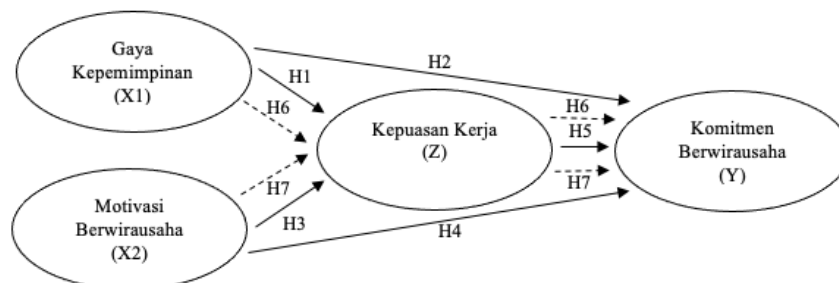 Gaya
Kepemimpinan
(X1)
H1
H2
H6
Kepuasan Kerja
(Z)
H6
H5
H7
Komitmen
Berwirausaha
(Y)
Motivasi
Berwirausaha
(X2)
H7
H3
H4